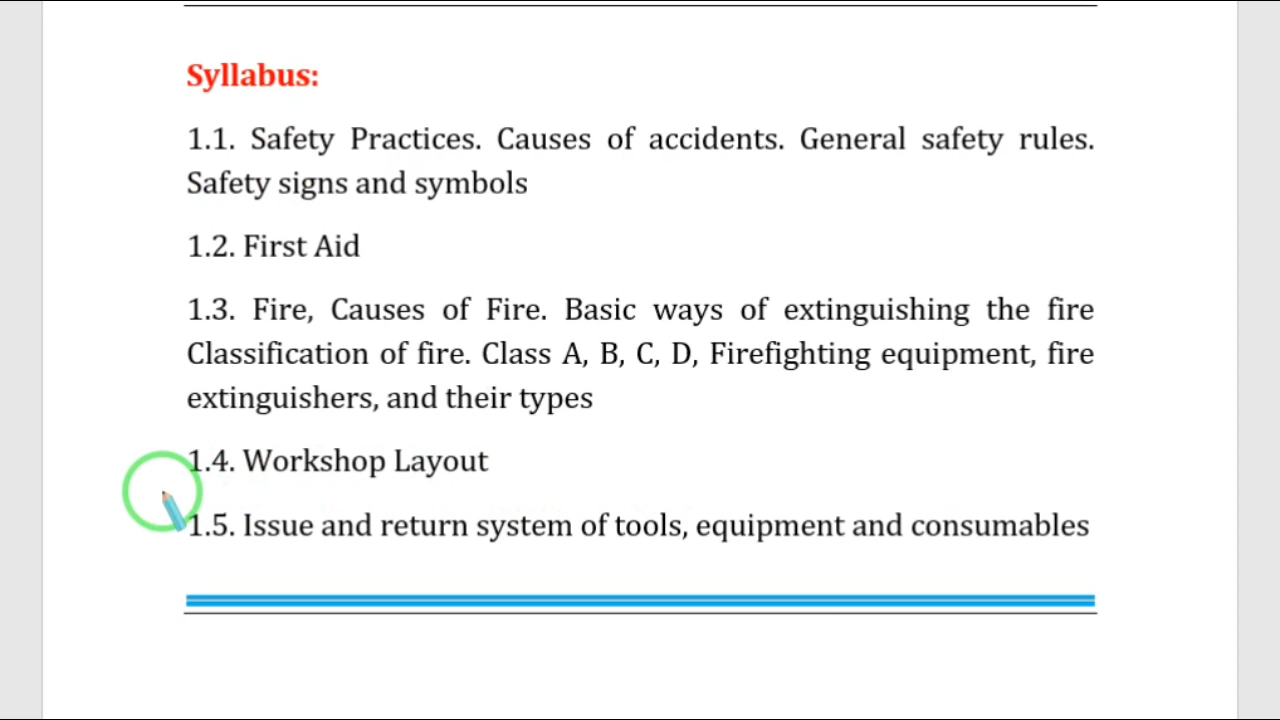 Syllabus:
1.1. Safety Practices. Causes of accidents. General safety rules.
Safety signs and symbols
1.2. First Aid
1.3. Fire, Causes of Fire. Basic ways of extinguishing the fire
Classification of fire. Class A, B, C, D, Firefighting equipment, fire
extinguishers, and their types
1.4. Workshop Layout
1.5. Issue and return system of tools, equipment and consumables